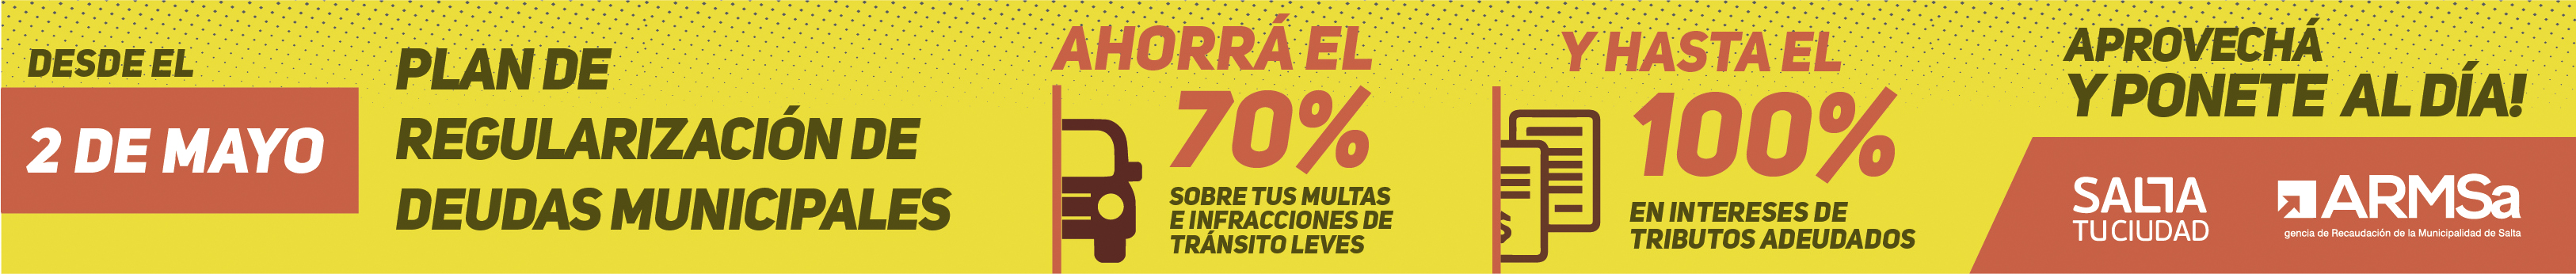 DESDE EL
2 DE MAYO
PLAN DE
REGULARIZACIÓN DE
DEUDAS MUNICIPALES
AHORRÁ EL
70%
SOBRE TUS MULTAS
E INFRACCIONES DE
TRÁNSITO LEVES
Y HASTA EL
$
100%
EN INTERESES DE
TRIBUTOS ADEUDADOS
APROVECHÁ
Y PONETE AL DÍA!
SALTA
TU CIUDAD
ARMSa
gencia de Recaudación de la Municipalidad de Salta